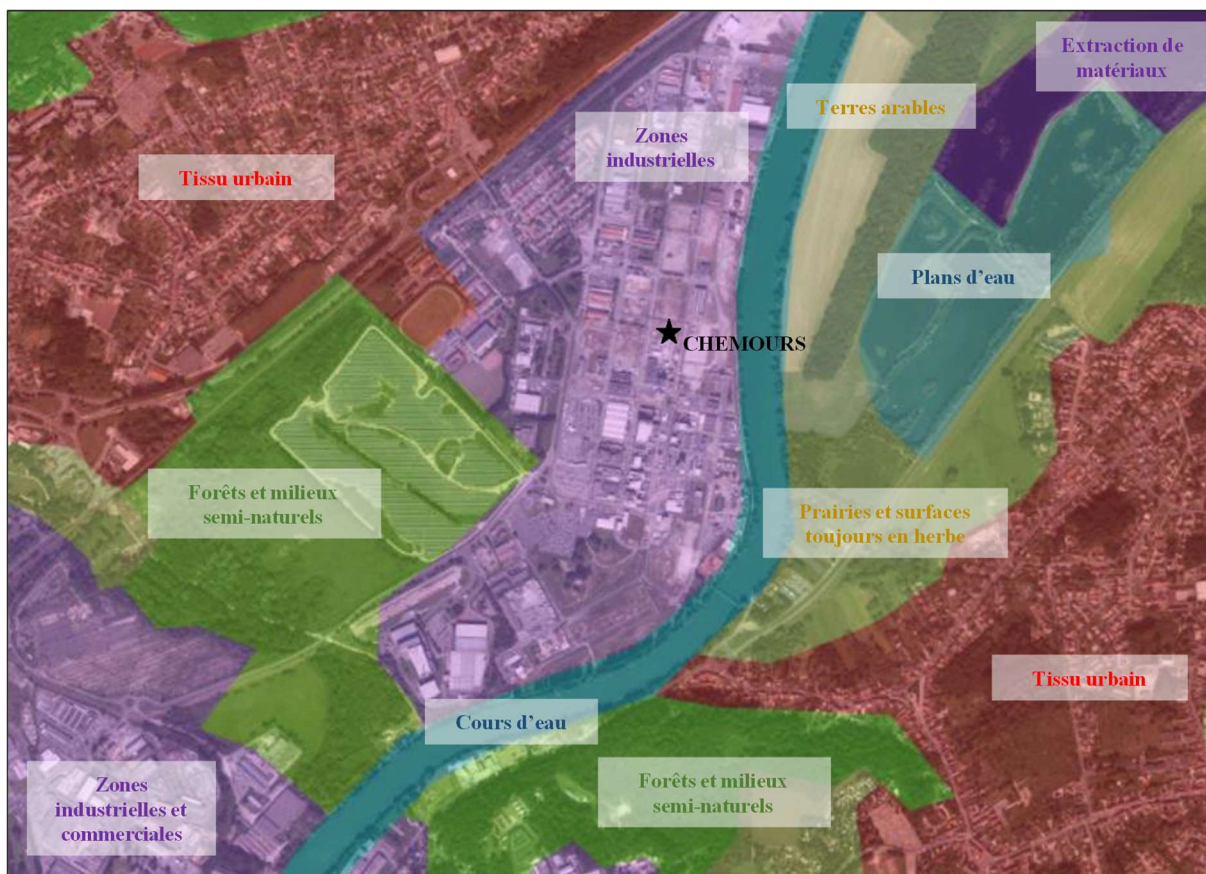 Extraction de
matériaux
Terres arables
Zones
industrielles
Tissu urbain
Plans d'eau
CHEMOURS
Forêts et milieux
semi-naturels
Prairies et surfaces
toujours en herbe
Tissu urbain
Cours d'eau
Zones
industrielles et
commerciales
Forêts et milieux
semi-naturels